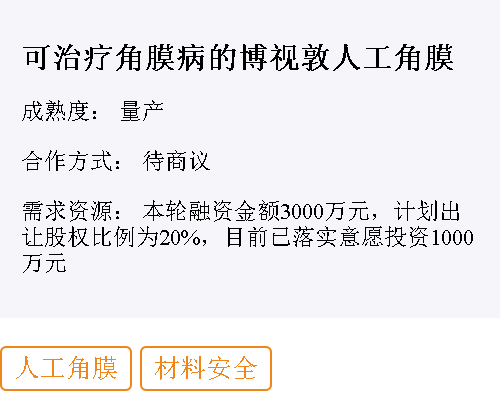 可治疗角膜病的博视敦人工角膜
成熟度： 量产
合作方式： 待商议
需求资源： 本轮融资金额3000万元，计划出
让股权比例为20%，目前已落实意愿投资1000
万元
人工角膜
材料安全